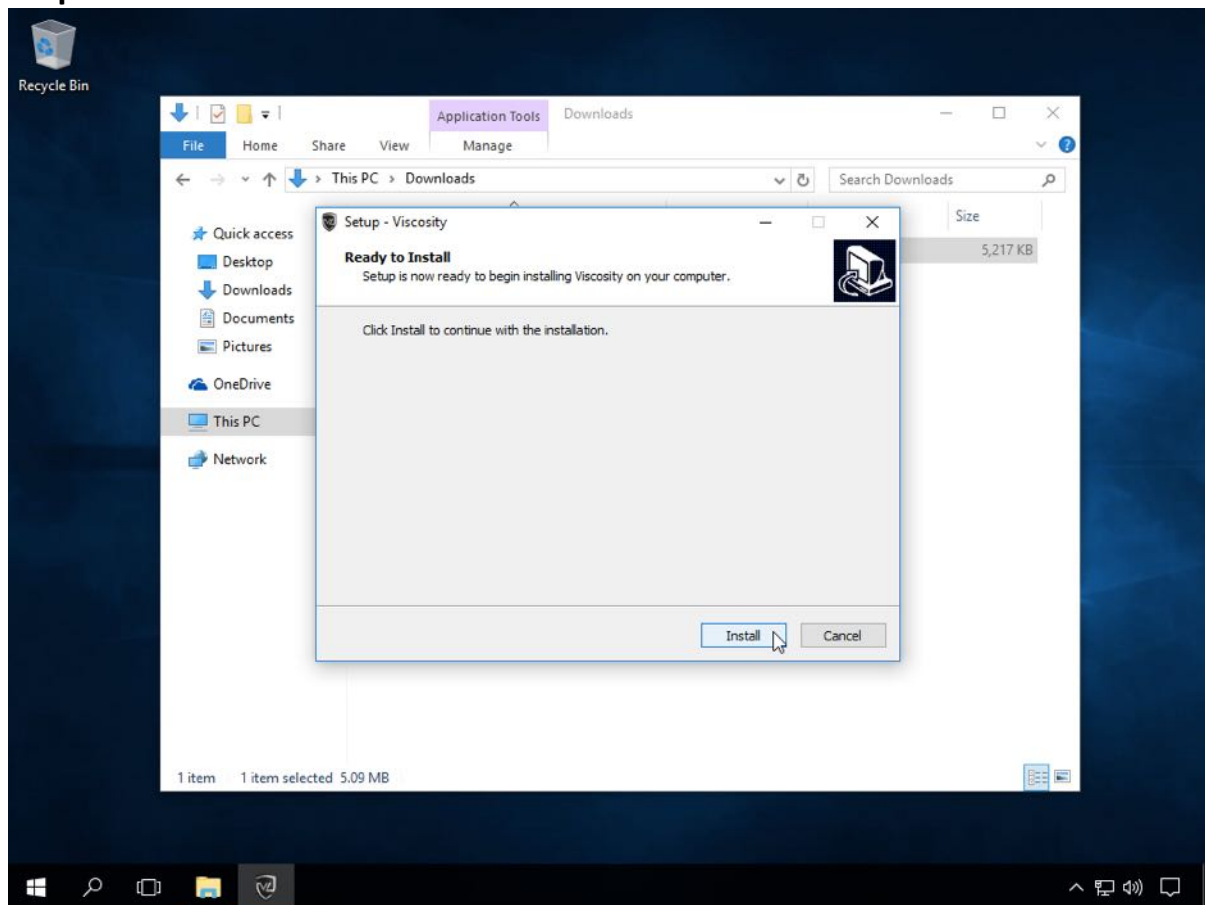 Recycle Bin
Application Tools
Downloads
File
Home
Share
View
Manage
This PC > Downloads
Search Downloads
Size
Quick access
5,217 KB
Desktop
Downloads
Documents
Pictures
OneDrive
This PC
Network
Setup - Viscosity
Ready to Install
Setup is now ready to begin installing Viscosity on your computer.
Click Install to continue with the installation.
Install
Cancel
1 item
1 item selected 5.09 MB